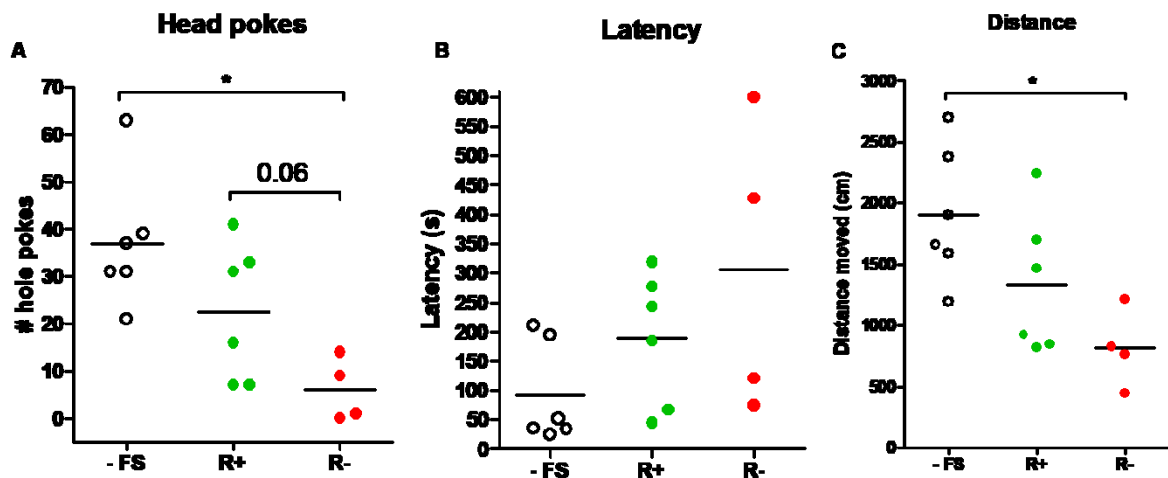 Head pokes
A
*
0.06
# hole pokes
70
60
50
40
30
20
10
0
- FS R+ R-
Latency
B
Latency (s)
600
550
500
450
400
350
300
250
200
150
100
50
0
- FS R+ R-
Distance
C
*
Distance moved (cm)
3000
2500
2000
1500
1000
500
0
- FS R+ R-